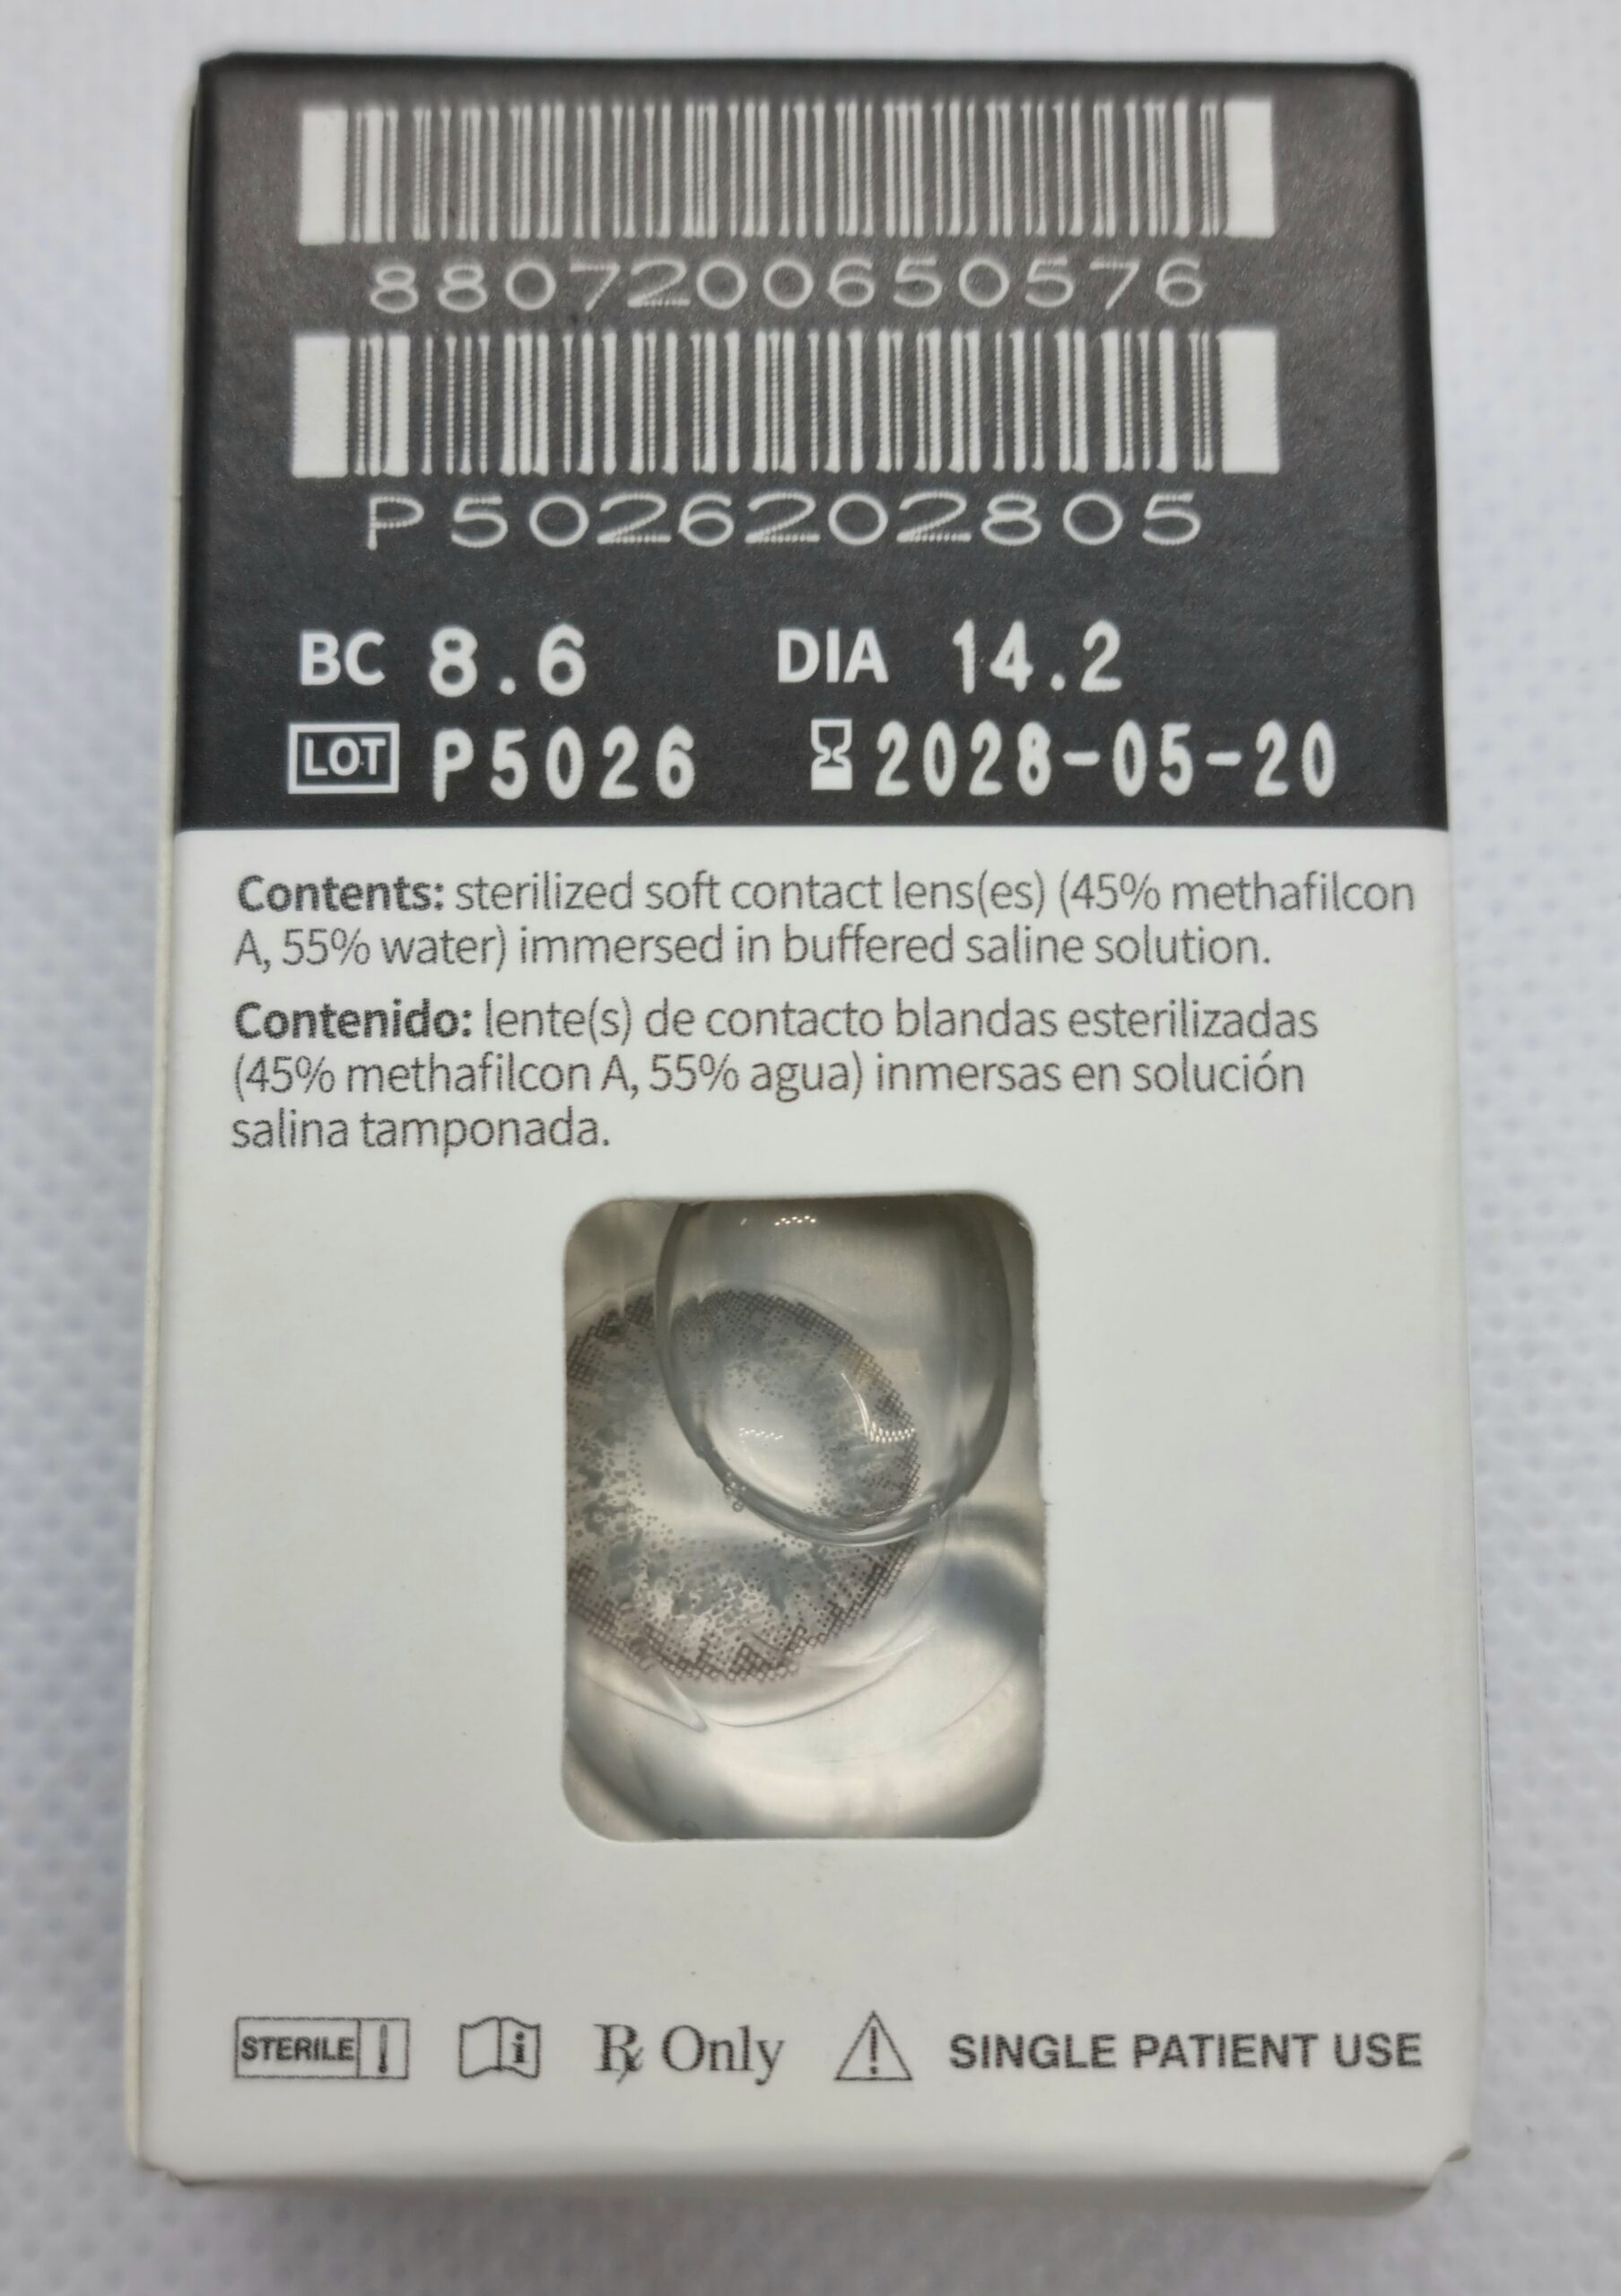 8807200650576
P5026202805
BC 8.6 DIA 14.2
LOT P5026 2028-05-20
Contents: sterilized soft contact lens(es) (45% methafilcon
A, 55% water) immersed in buffered saline solution.
Contenido: lente(s) de contacto blandas esterilizadas
(45% methafilcon A, 55% agua) inmersas en solución
salina tamponada.
STERILE i ℞ Only ! SINGLE PATIENT USE